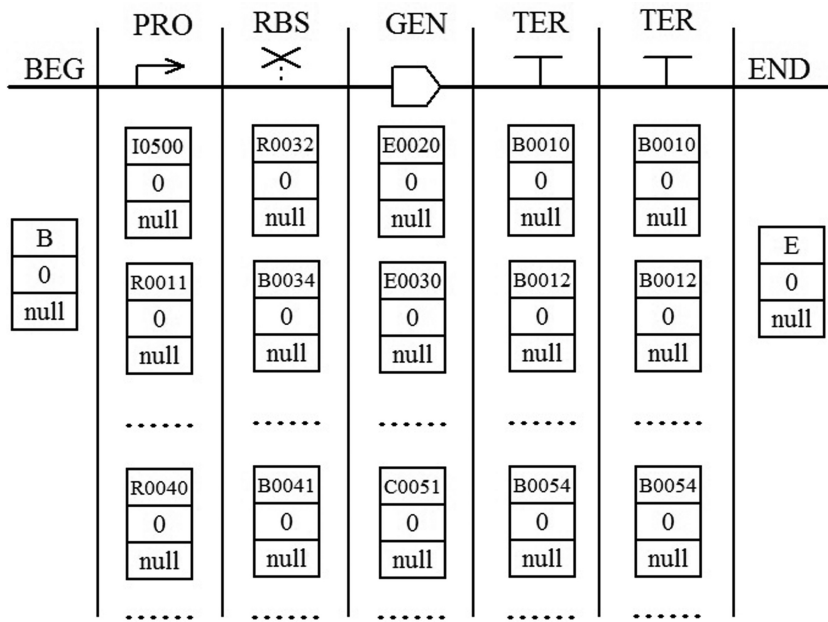 PRO RBS GEN TER TER
BEG END
I0500 R0032 E0020 B0010 B0010
0 0 0 0 0
null null null null null
B E
0 0
null null
R0011 B0034 E0030 B0012 B0012
0 0 0 0 0
null null null null null
R0040 B0041 C0051 B0054 B0054
0 0 0 0 0
null null null null null